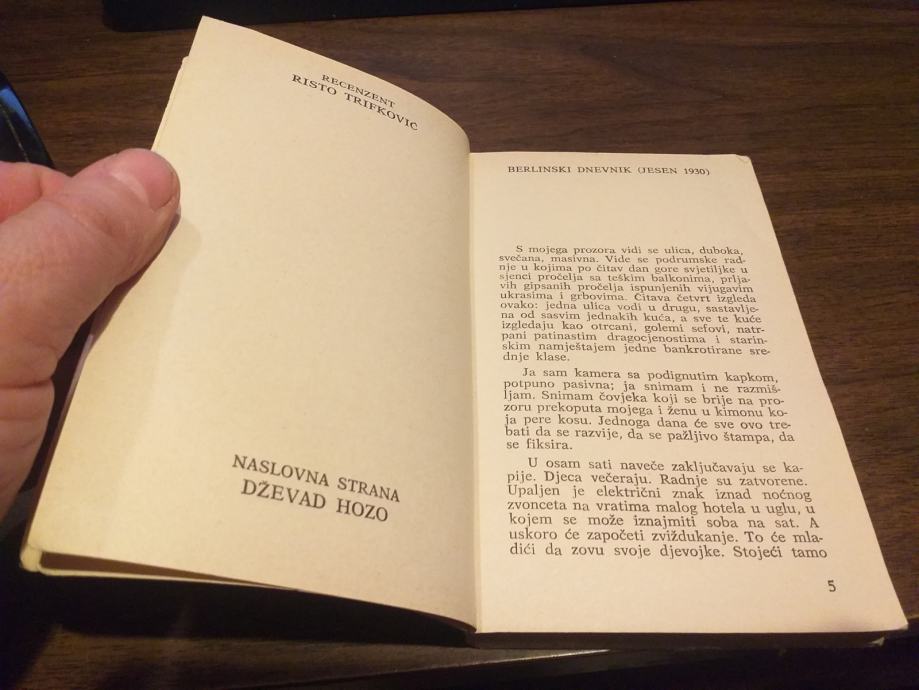 RECENZENT
RISTO TRIFKOVIC
NASLOVNA STRANA
DŽEVAD HOZO
BERLINSKI DNEVNIK (JESEN 1930)
S mojega prozora vidi se ulica, duboka,
svečana, masivna. Vide se podrumske rad-
nje u kojima po čitav dan gore svjetiljke u
sjenci pročelja sa teškim balkonima, prlja-
vih gipsanih pročelja ispunjenih vijugavim
ukrasima i grbovima. Čitava četvrt izgleda
ovako: jedna ulica vodi u drugu, sastavlje-
na od sasvim jednakih kuća, a sve te kuće
izgledaju kao otrcani, golemi sefovi, natr-
pani patinastim dragocjenostima i starin-
skim namještajem jedne bankrotirane sre-
dnje klase.
Ja sam kamera sa podignutim kapkom,
potpuno pasivna; ja snimam i ne razmiš-
ljam. Snimam čovjeka koji se brije na pro-
zoru prekoputa mojega i ženu u kimonu ko-
ja pere kosu. Jednoga dana će sve ovo tre-
bati da se razvije, da se pažljivo štampa, da
se fiksira.
U osam sati naveče zaključavaju se ka-
pije. Djeca večeraju. Radnje su zatvorene.
Upaljen je električni znak iznad noćnog
zvonceta na vratima malog hotela u uglu, u
kojem se može iznajmiti soba na sat. A
uskoro će započeti zviždukanje. To će mla-
dići da zovu svoje djevojke. Stojeći tamo
5